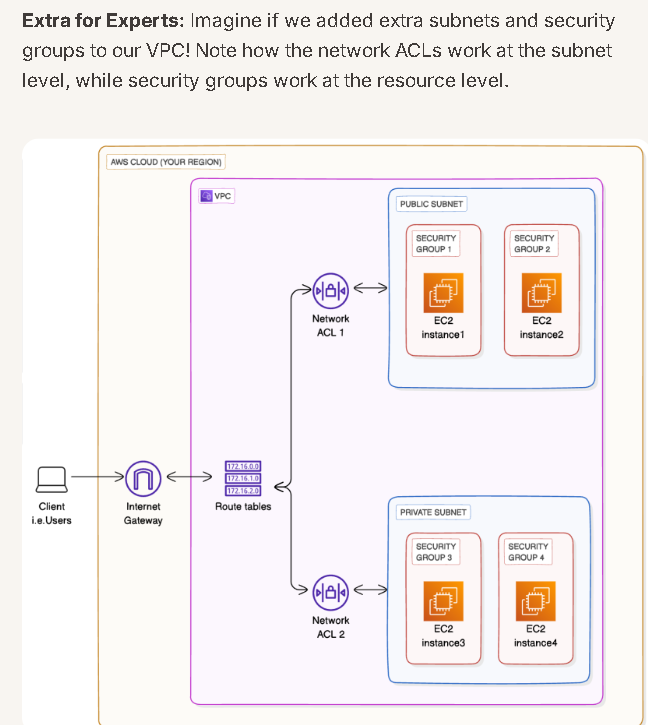 Extra for Experts: Imagine if we added extra subnets and security
groups to our VPC! Note how the network ACLs work at the subnet
level, while security groups work at the resource level.
AWS CLOUD (YOUR REGION)
VPC
PUBLIC SUBNET
SECURITY
GROUP 1
SECURITY
GROUP 2
EC2
instance1
EC2
instance2
Network
ACL 1
172.16.0.0
172.16.1.0
172.16.2.0
Client
i.e.Users
Internet
Gateway
Route tables
PRIVATE SUBNET
SECURITY
GROUP 3
SECURITY
GROUP 4
EC2
instance3
EC2
instance4
Network
ACL 2